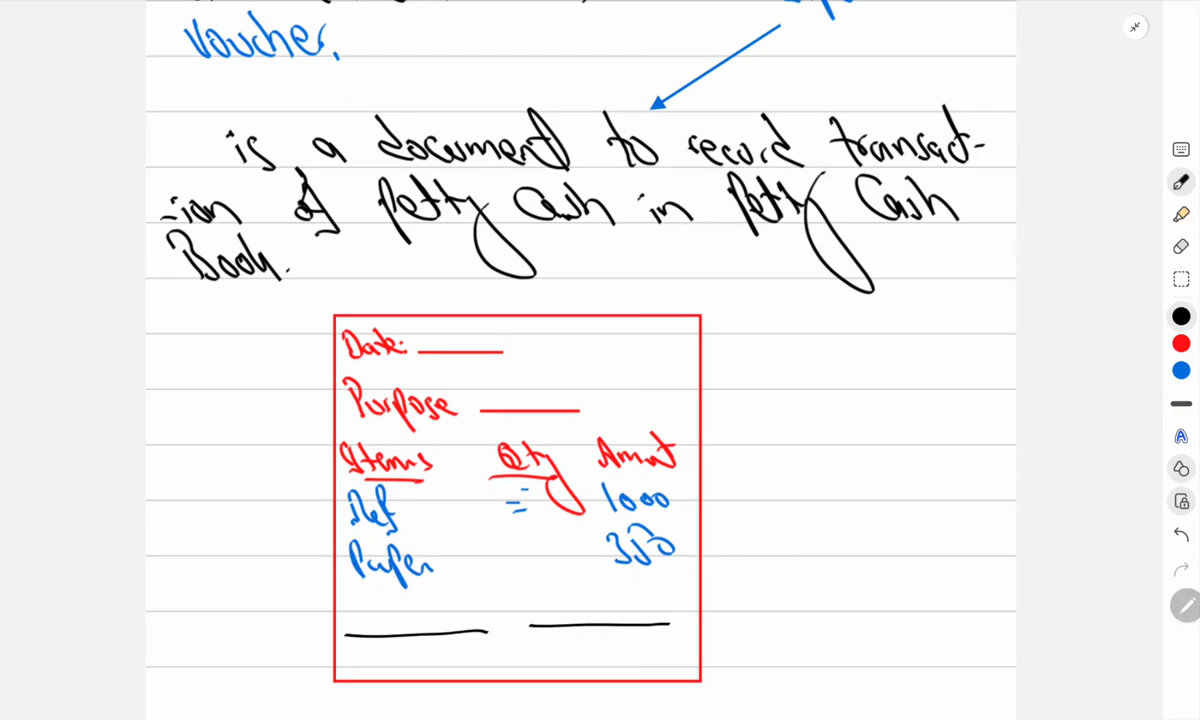 voucher,
is a document to record transact-
-ion of Petty Cash in Petty Cash
Book.
Date:
Purpose
Items Qty Amnt
Ref = 1000
Paper 350